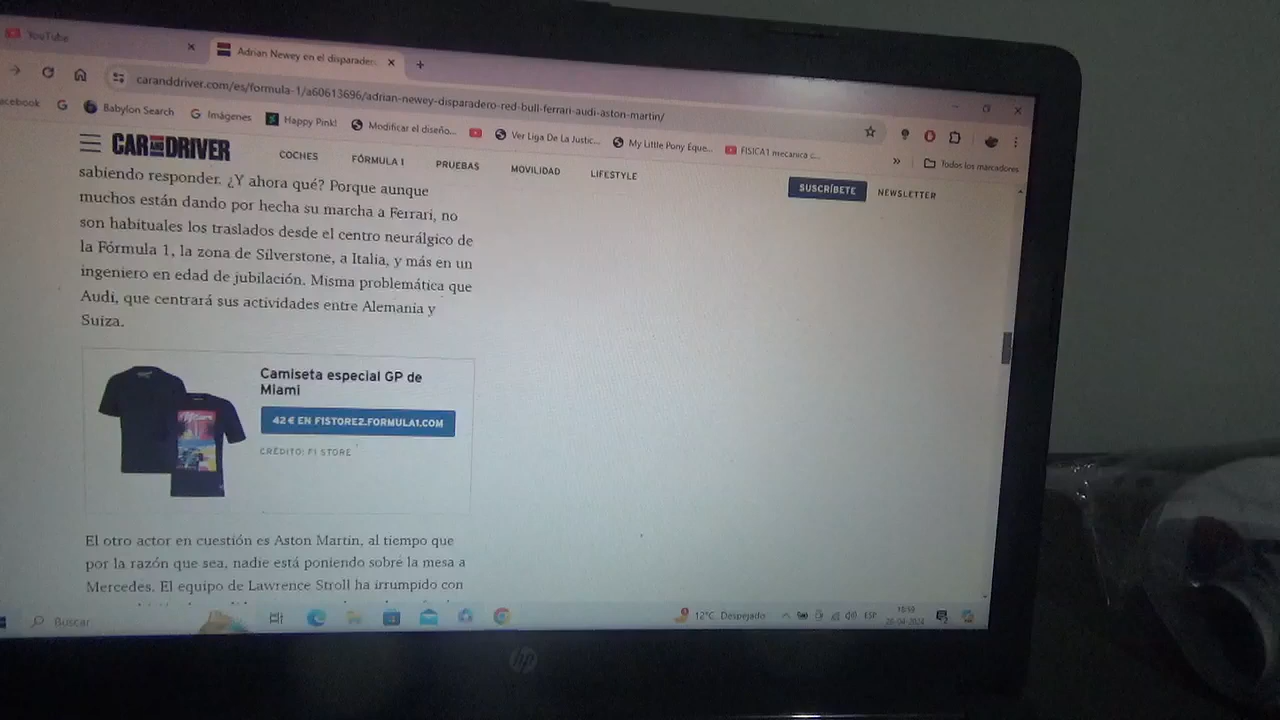 YouTube
Adrian Newey en el disparadero
caranddriver.com/es/formula-1/a60613696/adrian-newey-disparadero-red-bull-ferrari-audi-aston-martin/
acebook
Babylon Search
Imágenes
Happy Pink!
Modificar el diseño...
Ver Liga De La Justic...
My Little Pony Eque...
FISICA1 mecanica c...
Todos los marcadores
CAR AND DRIVER
COCHES
FÓRMULA 1
PRUEBAS
MOVILIDAD
LIFESTYLE
SUSCRÍBETE
NEWSLETTER
sabiendo responder. ¿Y ahora qué? Porque aunque
muchos están dando por hecha su marcha a Ferrari, no
son habituales los traslados desde el centro neurálgico de
la Fórmula 1, la zona de Silverstone, a Italia, y más en un
ingeniero en edad de jubilación. Misma problemática que
Audi, que centrará sus actividades entre Alemania y
Suiza.
Camiseta especial GP de
Miami
42 € EN F1STORE2.FORMULA1.COM
CRÉDITO: F1 STORE
El otro actor en cuestión es Aston Martin, al tiempo que
por la razón que sea, nadie está poniendo sobre la mesa a
Mercedes. El equipo de Lawrence Stroll ha irrumpido con
Buscar
12°C Despejado
ESP
10:59
28-04-2024
hp